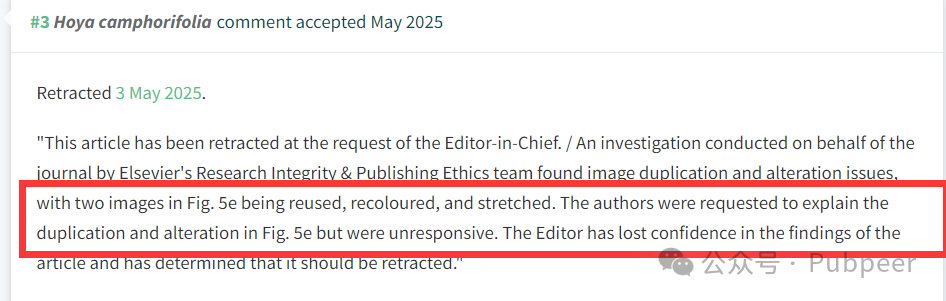 #3 Hoya camphorifolia comment accepted May 2025
Retracted 3 May 2025.
"This article has been retracted at the request of the Editor-in-Chief. / An investigation conducted on behalf of the
journal by Elsevier's Research Integrity & Publishing Ethics team found image duplication and alteration issues,
with two images in Fig. 5e being reused, recoloured, and stretched. The authors were requested to explain the
duplication and alteration in Fig. 5e but were unresponsive. The Editor has lost confidence in the findings of the
article and has determined that it should be retracted."
公众号 · Pubpeer